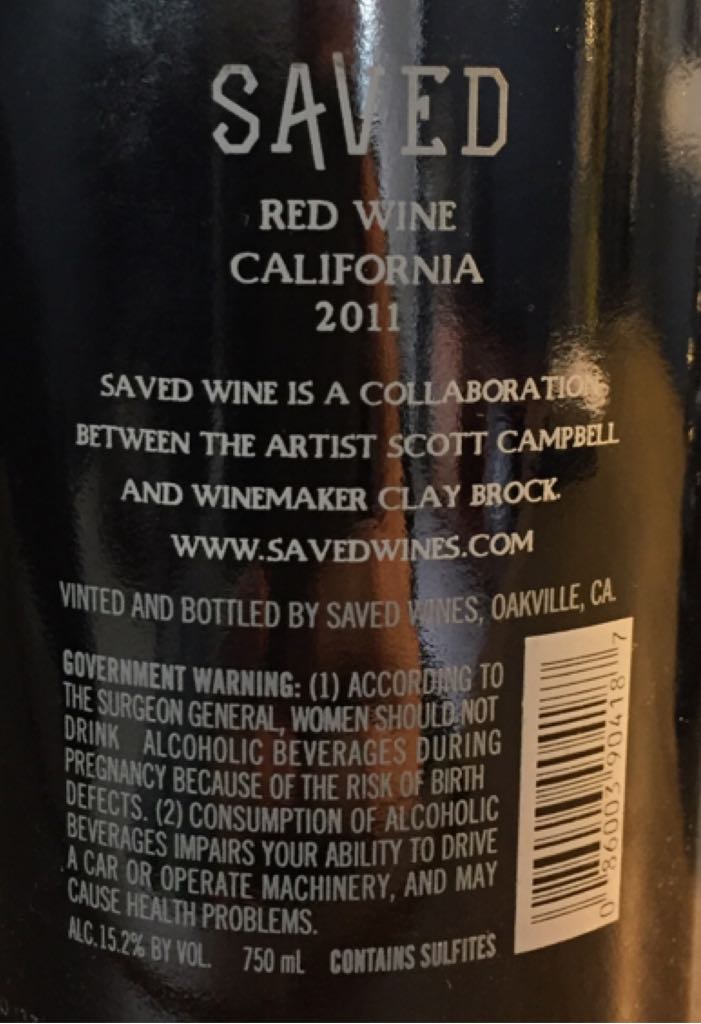 SAVED
RED WINE
CALIFORNIA
2011
SAVED WINE IS A COLLABORATION
BETWEEN THE ARTIST SCOTT CAMPBELL
AND WINEMAKER CLAY BROCK.
WWW.SAVEDWINES.COM
VINTED AND BOTTLED BY SAVED WINES, OAKVILLE, CA.
GOVERNMENT WARNING: (1) ACCORDING TO
THE SURGEON GENERAL, WOMEN SHOULD NOT
DRINK ALCOHOLIC BEVERAGES DURING
PREGNANCY BECAUSE OF THE RISK OF BIRTH
DEFECTS. (2) CONSUMPTION OF ALCOHOLIC
BEVERAGES IMPAIRS YOUR ABILITY TO DRIVE
A CAR OR OPERATE MACHINERY, AND MAY
CAUSE HEALTH PROBLEMS.
ALC. 15.2% BY VOL. 750 mL CONTAINS SULFITES
0 86003 90418 7